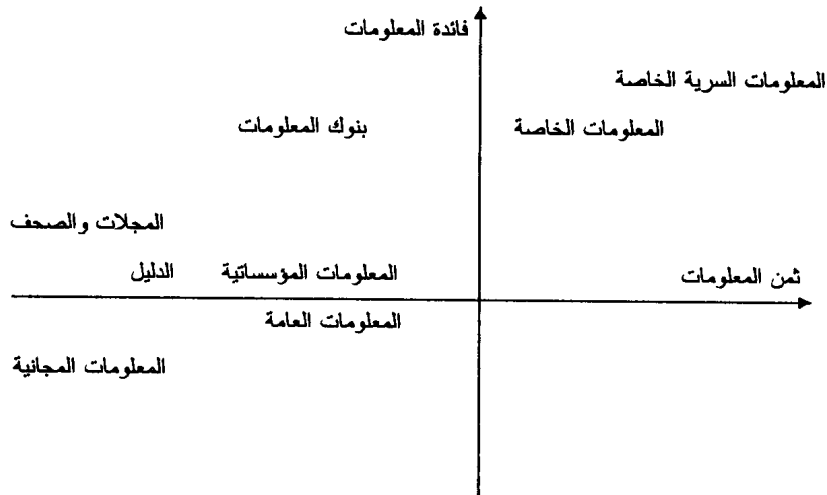 فائدة المعلومات
المعلومات السرية الخاصة
المعلومات الخاصة
بنوك المعلومات
المجلات والصحف
ثمن المعلومات
المعلومات المؤسساتية
الدليل
المعلومات العامة
المعلومات المجانية